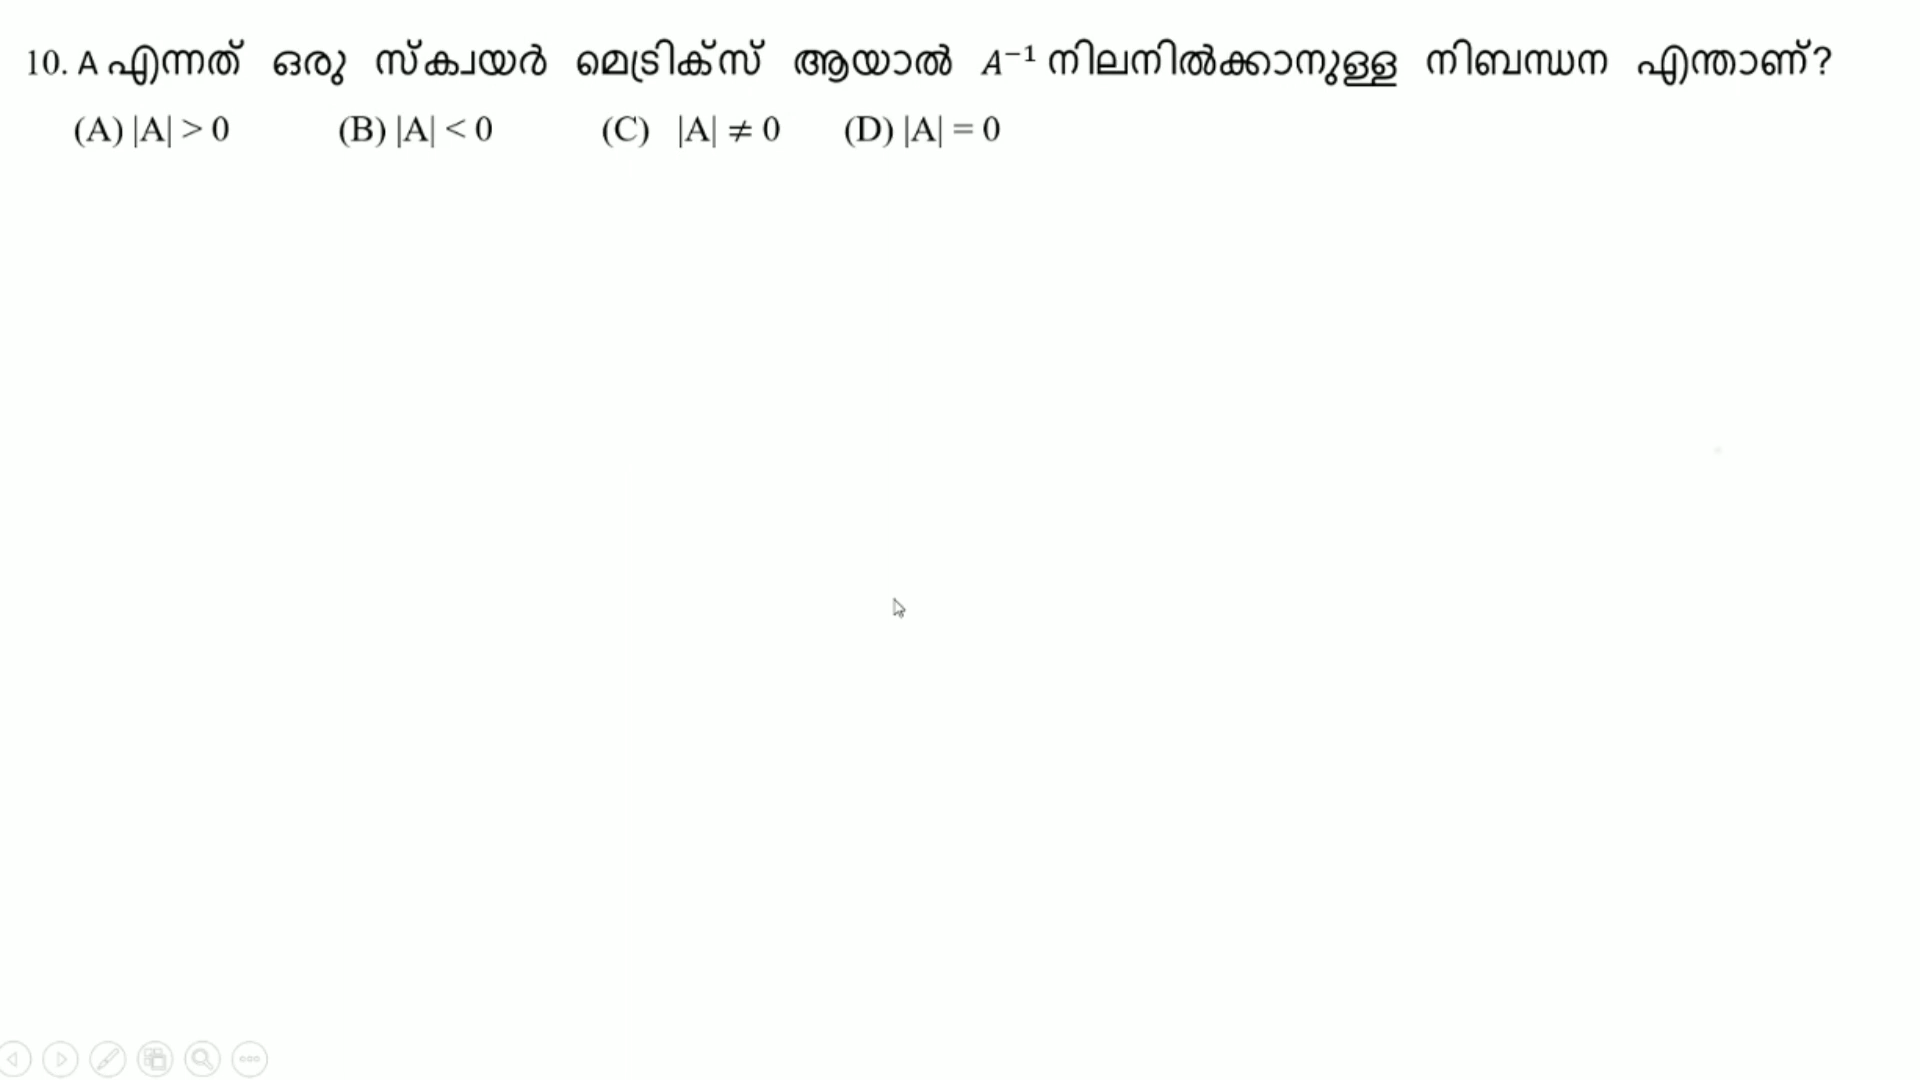 10. A എന്നത് ഒരു സ്ക്വയർ മെട്രിക്സ് ആയാൽ A⁻¹ നിലനിൽക്കാനുള്ള നിബന്ധന എന്താണ്?
(A) |A| > 0 (B) |A| < 0 (C) |A| ≠ 0 (D) |A| = 0